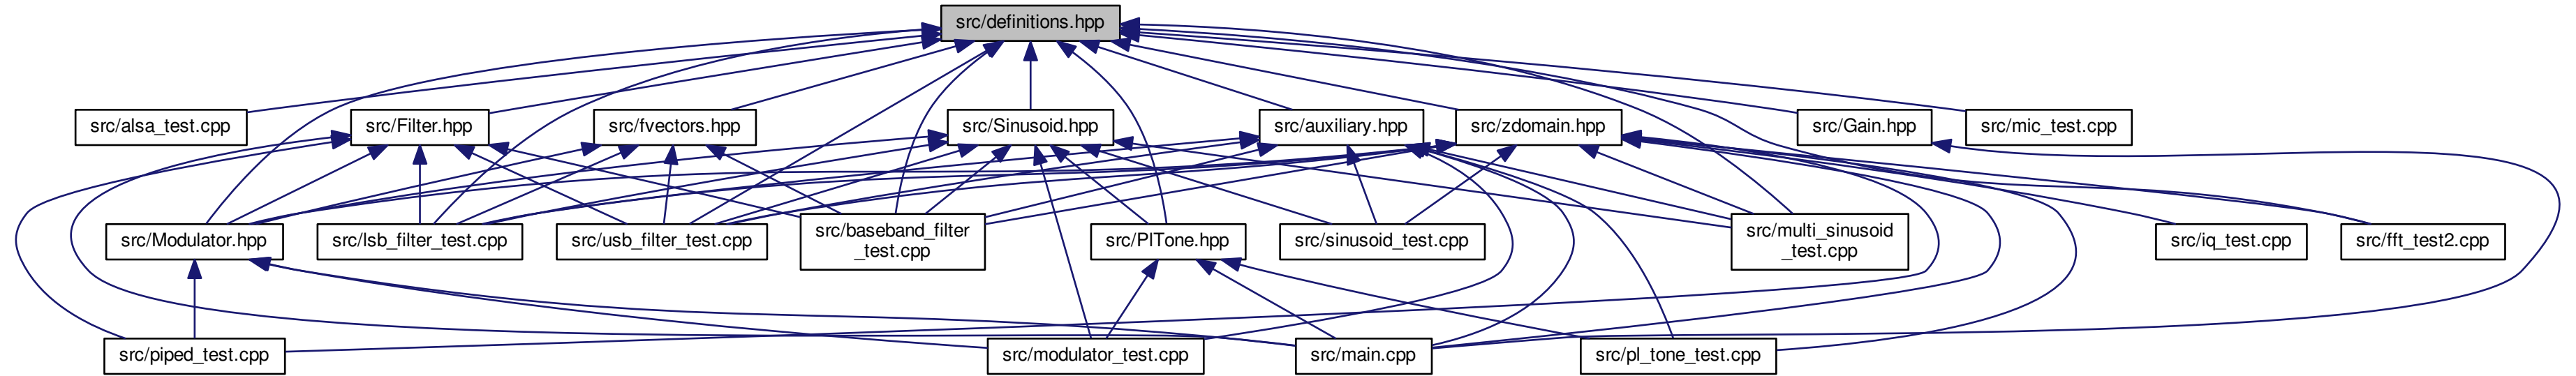 src/definitions.hpp
src/alsa_test.cpp
src/Filter.hpp
src/fvectors.hpp
src/Sinusoid.hpp
src/auxiliary.hpp
src/zdomain.hpp
src/Gain.hpp
src/mic_test.cpp
src/Modulator.hpp
src/lsb_filter_test.cpp
src/usb_filter_test.cpp
src/baseband_filter
_test.cpp
src/PlTone.hpp
src/sinusoid_test.cpp
src/multi_sinusoid
_test.cpp
src/iq_test.cpp
src/fft_test2.cpp
src/piped_test.cpp
src/modulator_test.cpp
src/main.cpp
src/pl_tone_test.cpp